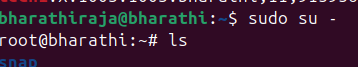 bharathiraja@bharathi:~$ sudo su -
root@bharathi:~# ls
snap